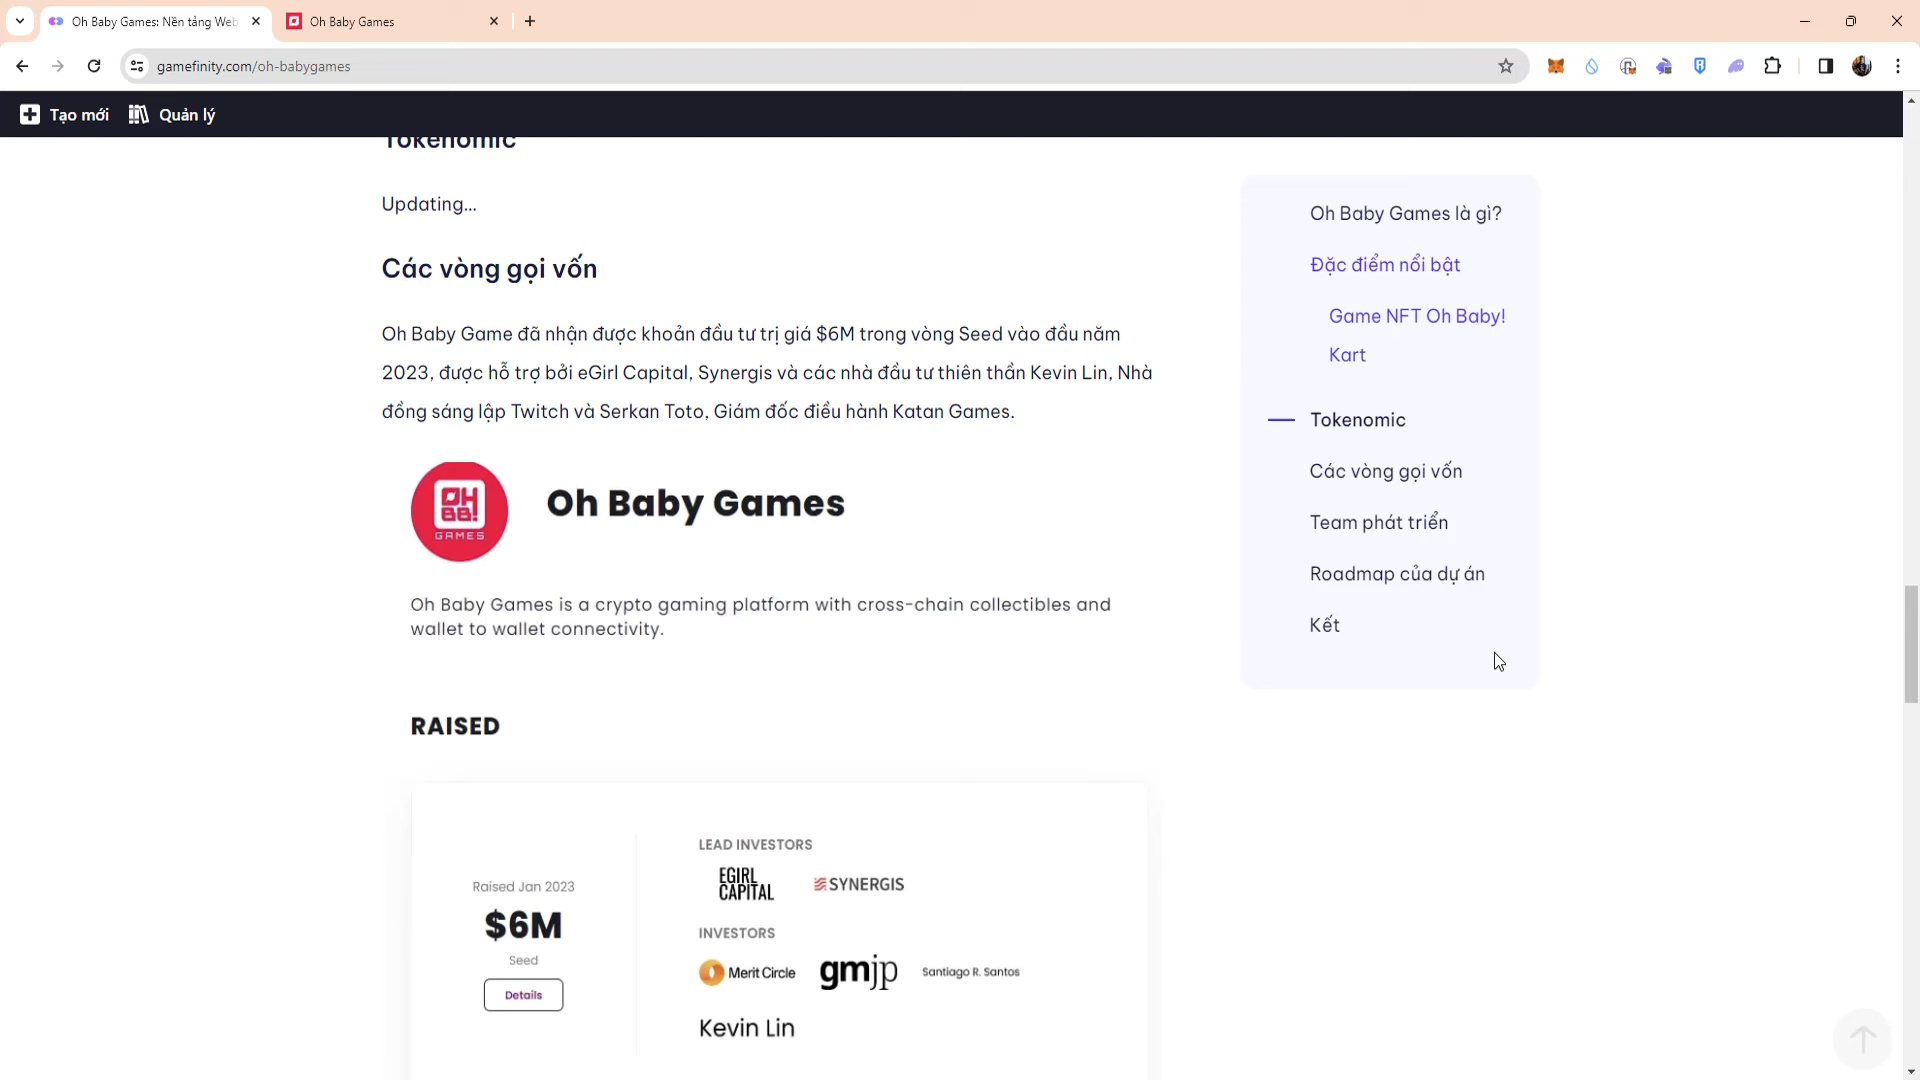 Oh Baby Games: Nền tảng Web
Oh Baby Games
gamefinity.com/oh-babygames
Tạo mới
Quản lý
Tokenomic
Updating...
Các vòng gọi vốn
Oh Baby Game đã nhận được khoản đầu tư trị giá $6M trong vòng Seed vào đầu năm
2023, được hỗ trợ bởi eGirl Capital, Synergis và các nhà đầu tư thiên thần Kevin Lin, Nhà
đồng sáng lập Twitch và Serkan Toto, Giám đốc điều hành Katan Games.
OH
BB!
GAMES
Oh Baby Games
Oh Baby Games is a crypto gaming platform with cross-chain collectibles and
wallet to wallet connectivity.
RAISED
Raised Jan 2023
$6M
Seed
Details
LEAD INVESTORS
EGIRL
CAPITAL
SYNERGIS
INVESTORS
Merit Circle
gmjp
Santiago R. Santos
Kevin Lin
Oh Baby Games là gì?
Đặc điểm nổi bật
Game NFT Oh Baby!
Kart
Tokenomic
Các vòng gọi vốn
Team phát triển
Roadmap của dự án
Kết